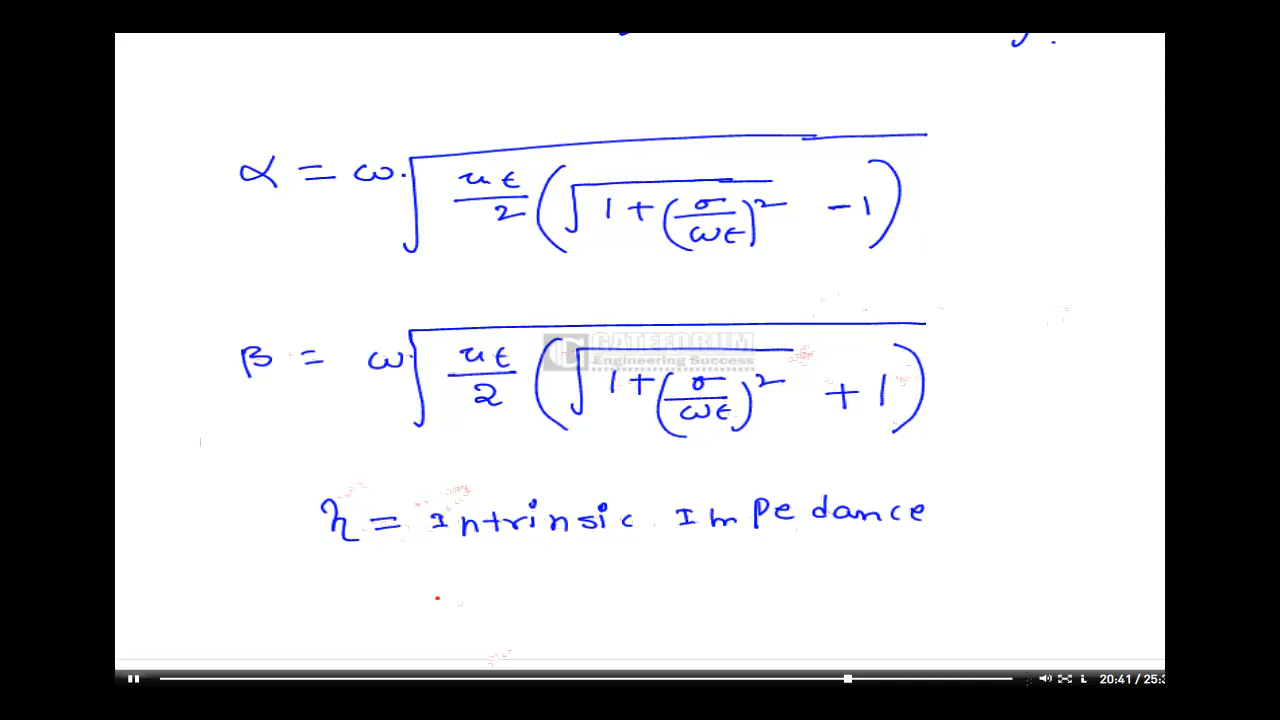 α = ω.√(με/2 (√(1+(σ/ωε)²) −1))
GATEFORUM
Engineering Success
β = ω√(με/2 (√(1+(σ/ωε)²) + 1))
η = Intrinsic Impedance
20:41 / 25: